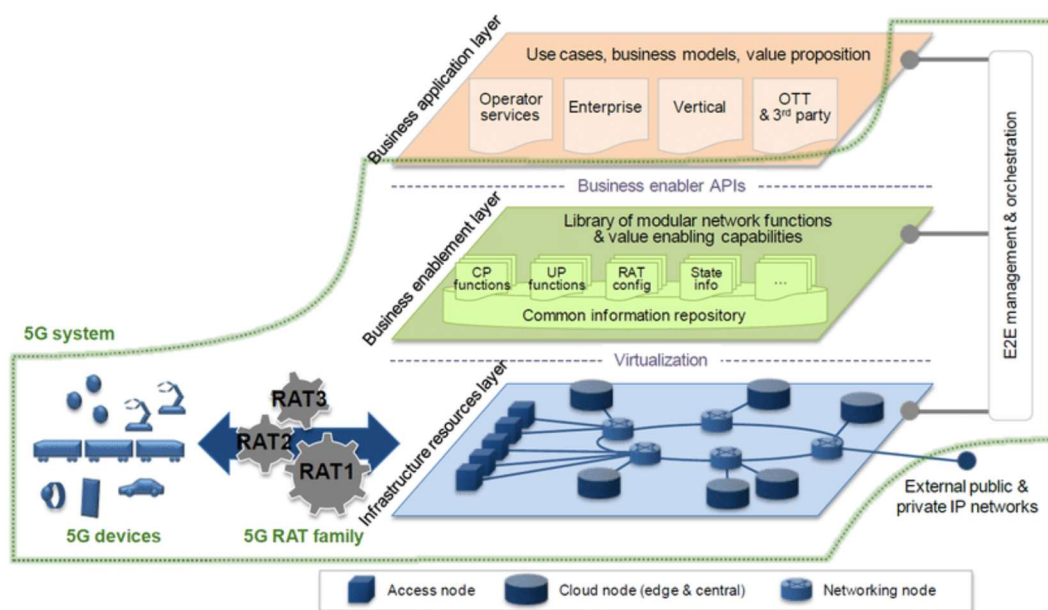 Business application layer
Use cases, business models, value proposition
Operator
services
Enterprise
Vertical
OTT
& 3rd party
Business enabler APIs
Business enablement layer
Library of modular network functions
& value enabling capabilities
CP
functions
UP
functions
RAT
config
State
info
...
Common information repository
Virtualization
E2E management & orchestration
5G system
RAT3
RAT2
RAT1
5G devices
5G RAT family
Infrastructure resources layer
External public &
private IP networks
Access node
Cloud node (edge & central)
Networking node